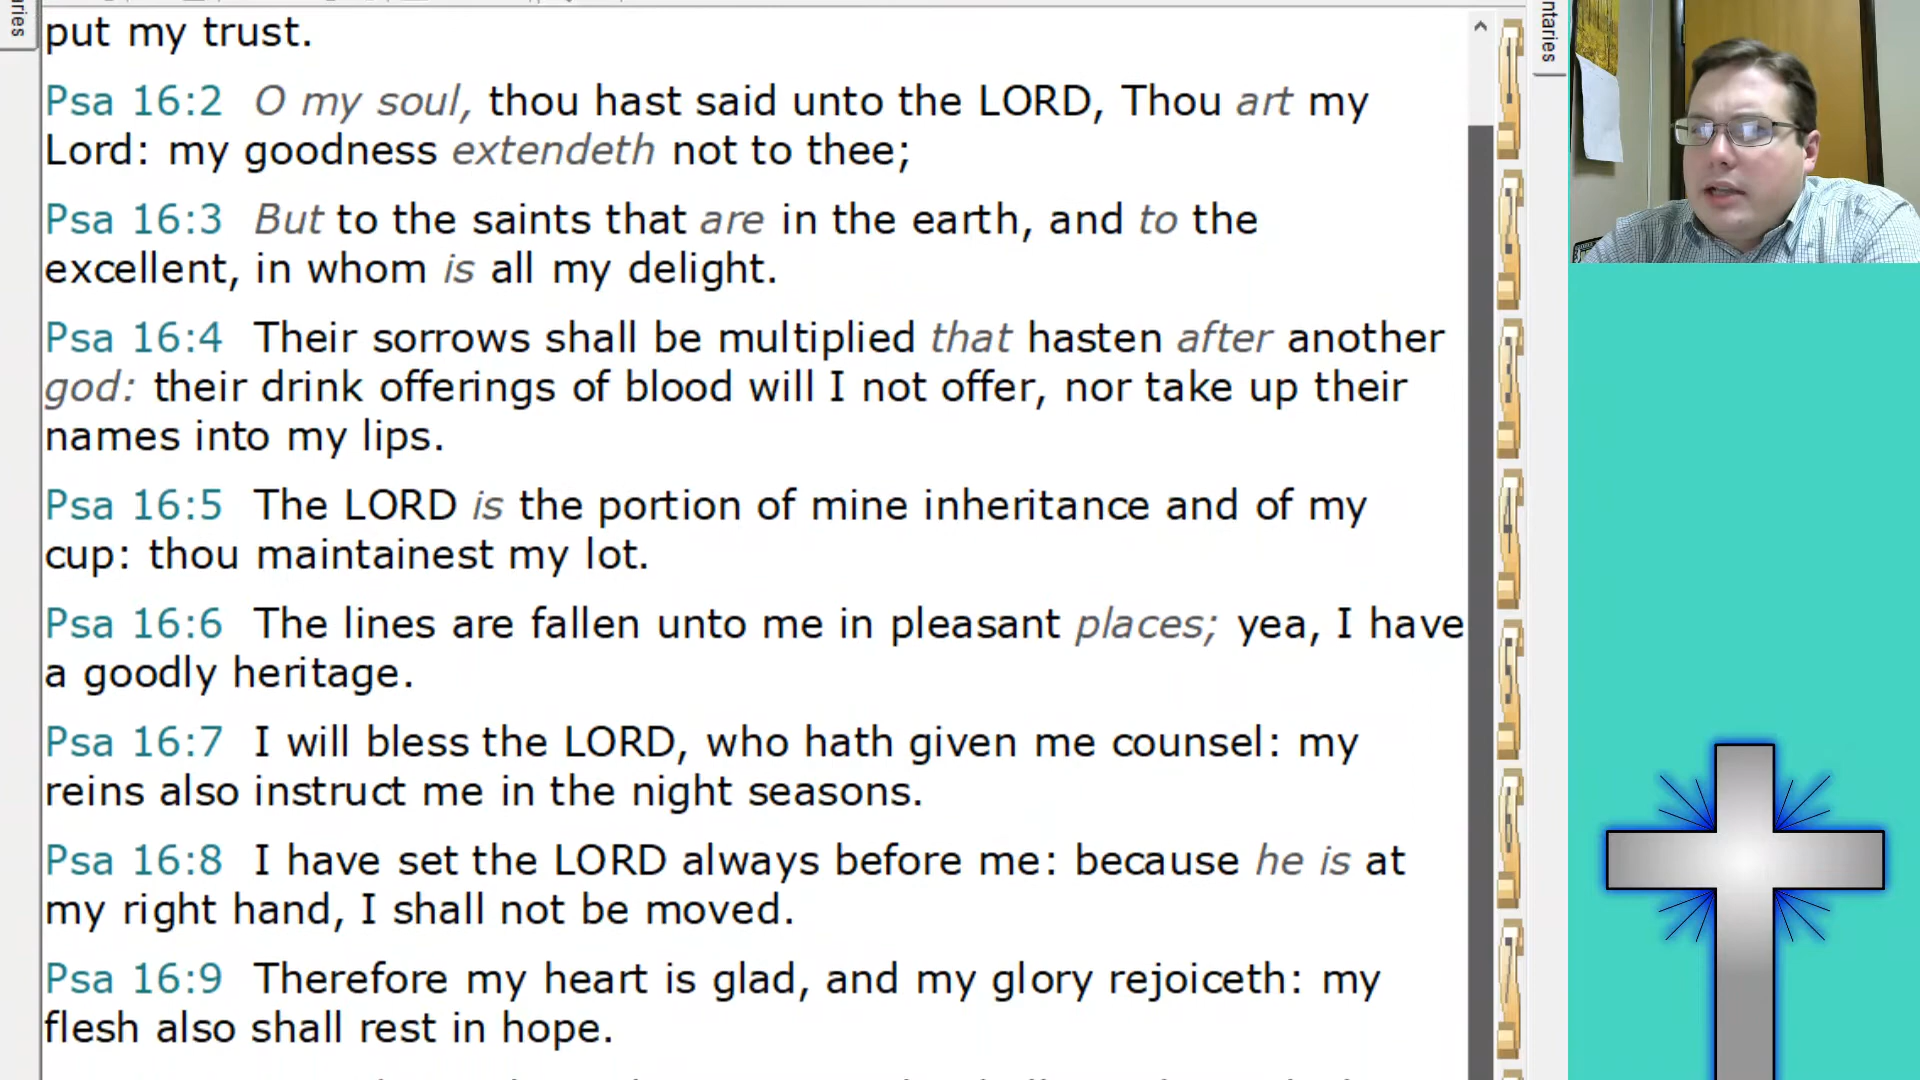 put my trust.
Psa 16:2 O my soul, thou hast said unto the LORD, Thou art my
Lord: my goodness extendeth not to thee;
Psa 16:3 But to the saints that are in the earth, and to the
excellent, in whom is all my delight.
Psa 16:4 Their sorrows shall be multiplied that hasten after another
god: their drink offerings of blood will I not offer, nor take up their
names into my lips.
Psa 16:5 The LORD is the portion of mine inheritance and of my
cup: thou maintainest my lot.
Psa 16:6 The lines are fallen unto me in pleasant places; yea, I have
a goodly heritage.
Psa 16:7 I will bless the LORD, who hath given me counsel: my
reins also instruct me in the night seasons.
Psa 16:8 I have set the LORD always before me: because he is at
my right hand, I shall not be moved.
Psa 16:9 Therefore my heart is glad, and my glory rejoiceth: my
flesh also shall rest in hope.
aries
ntaries